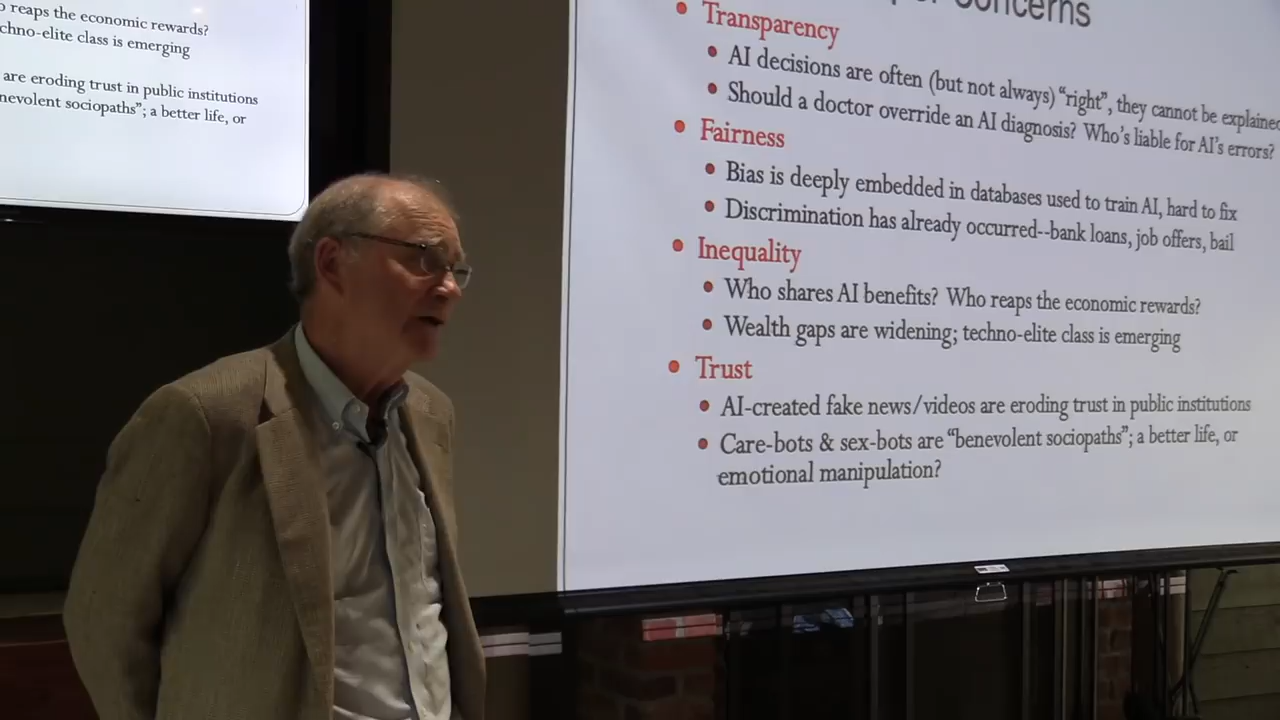 reaps the economic rewards?
techno-elite class is emerging
are eroding trust in public institutions
sociopaths"; a better life, or
Concerns
• Transparency
• AI decisions are often (but not always) "right", they cannot be explained
• Should a doctor override an AI diagnosis? Who's liable for AI's errors?
• Fairness
• Bias is deeply embedded in databases used to train AI, hard to fix
• Discrimination has already occurred--bank loans, job offers, bail
• Inequality
• Who shares AI benefits? Who reaps the economic rewards?
• Wealth gaps are widening; techno-elite class is emerging
• Trust
• AI-created fake news/videos are eroding trust in public institutions
• Care-bots & sex-bots are "benevolent sociopaths"; a better life, or
emotional manipulation?